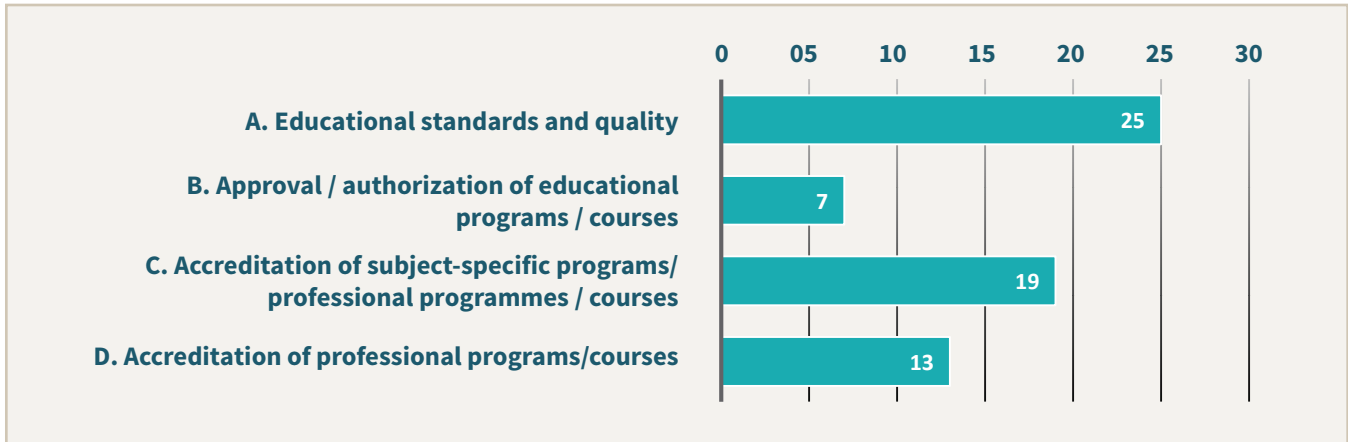 0 05 10 15 20 25 30
A. Educational standards and quality
25
B. Approval / authorization of educational
programs / courses
7
C. Accreditation of subject-specific programs/
professional programmes / courses
19
D. Accreditation of professional programs/courses
13